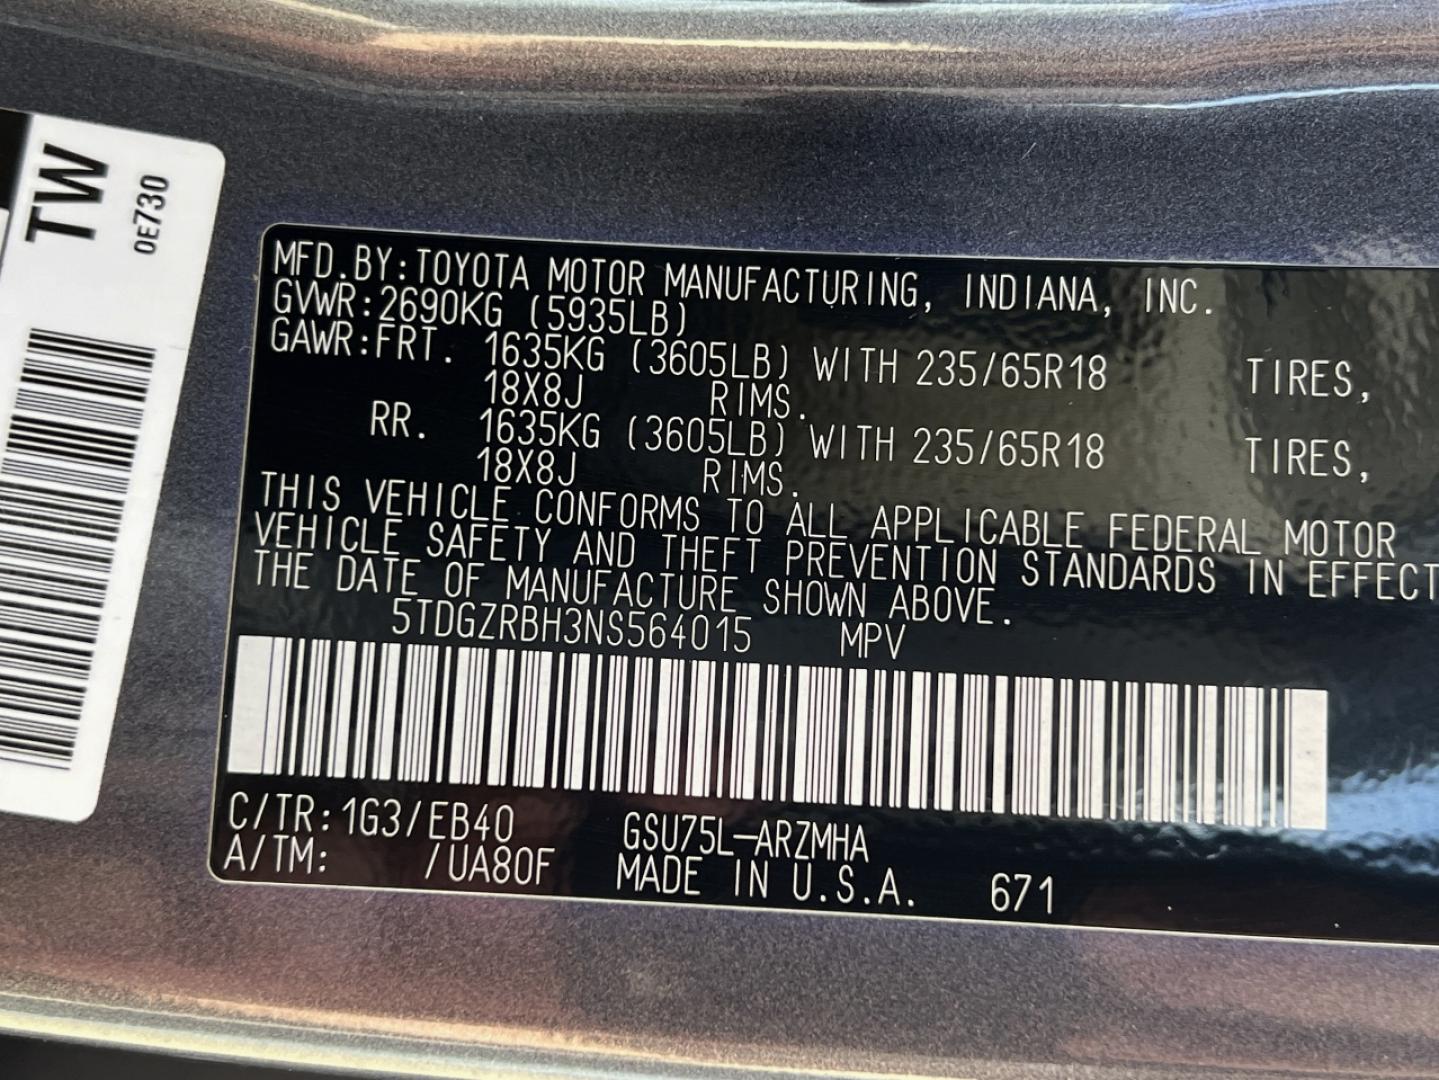 TW
0E730
MFD.BY:TOYOTA MOTOR MANUFACTURING, INDIANA, INC.
GVWR:2690KG (5935LB)
GAWR:FRT. 1635KG (3605LB) WITH 235/65R18 TIRES,
18X8J RIMS.
RR. 1635KG (3605LB) WITH 235/65R18 TIRES,
18X8J RIMS.
THIS VEHICLE CONFORMS TO ALL APPLICABLE FEDERAL MOTOR
VEHICLE SAFETY AND THEFT PREVENTION STANDARDS IN EFFECT
THE DATE OF MANUFACTURE SHOWN ABOVE.
5TDGZRBH3NS564015 MPV
C/TR:1G3/EB40 GSU75L-ARZMHA
A/TM: /UA80F MADE IN U.S.A. 671